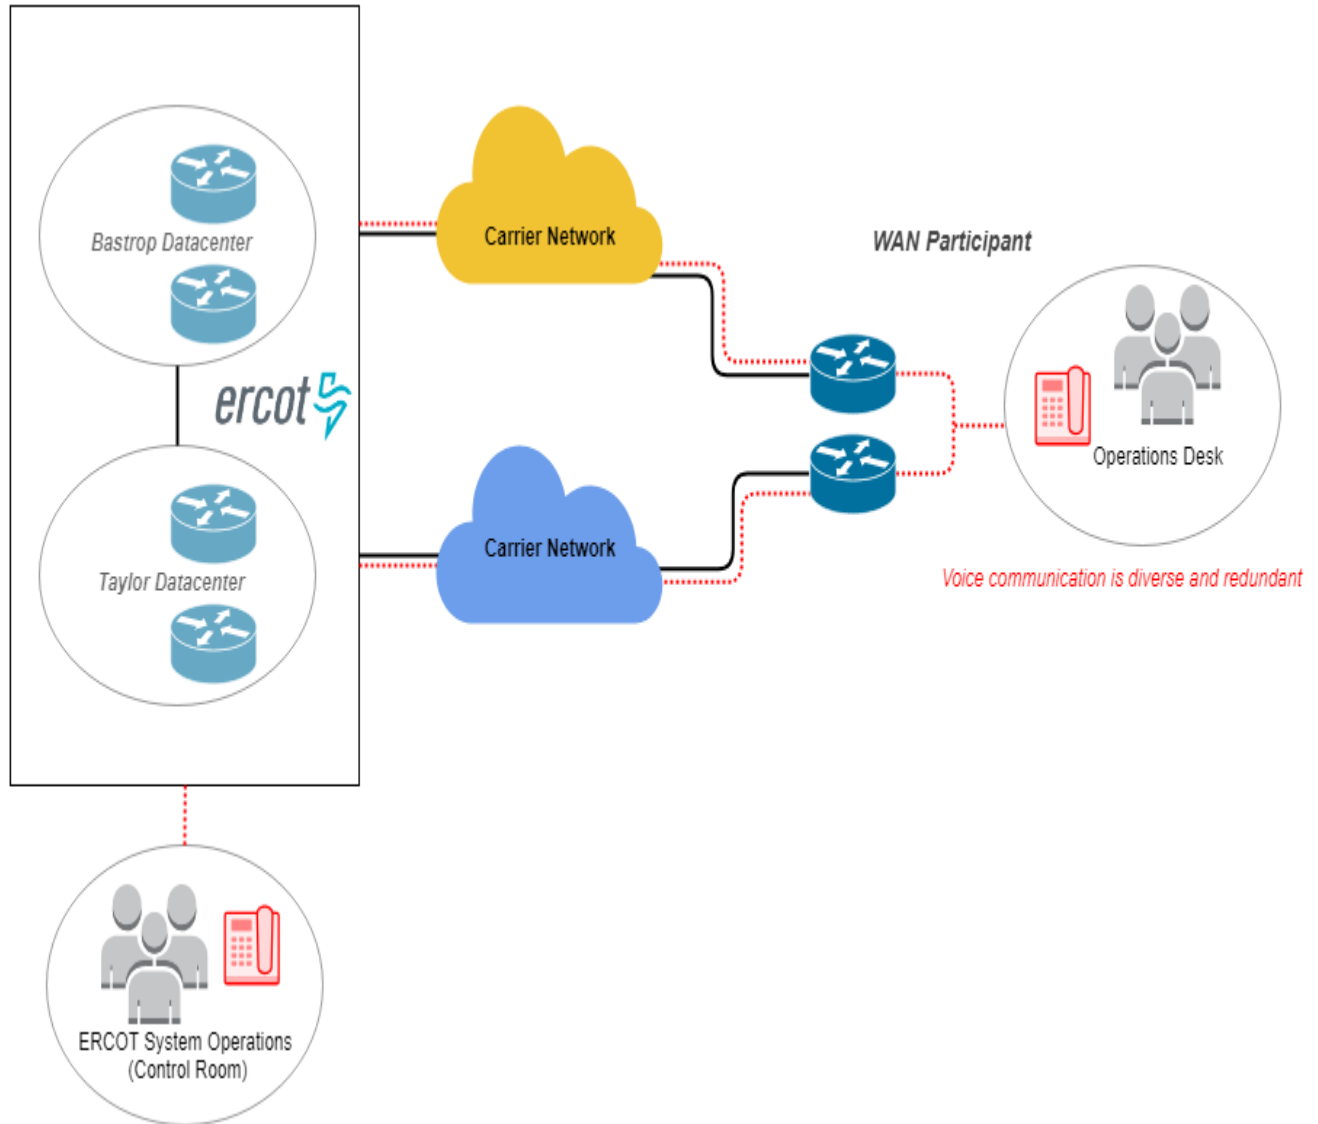 Bastrop Datacenter
ercot
Taylor Datacenter
Carrier Network
Carrier Network
WAN Participant
Operations Desk
Voice communication is diverse and redundant
ERCOT System Operations
(Control Room)